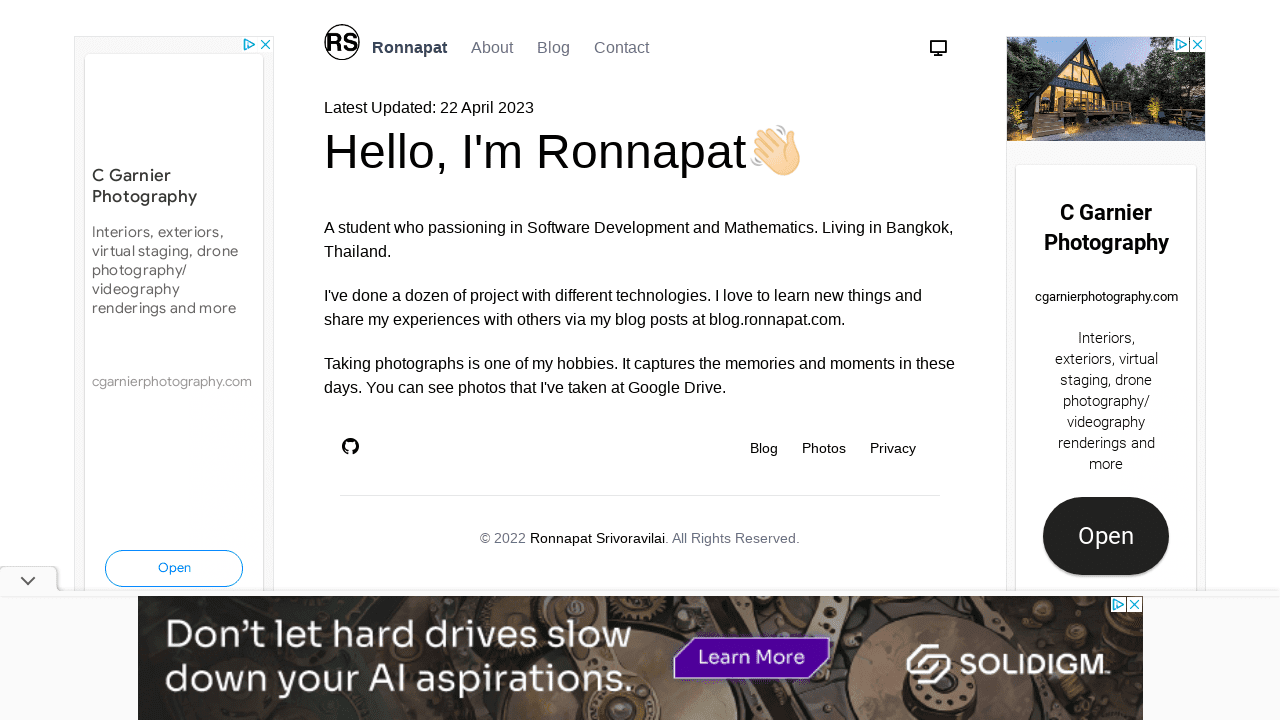 RS
Ronnapat About Blog Contact
Latest Updated: 22 April 2023
Hello, I'm Ronnapat
A student who passioning in Software Development and Mathematics. Living in Bangkok,
Thailand.
I've done a dozen of project with different technologies. I love to learn new things and
share my experiences with others via my blog posts at blog.ronnapat.com.
Taking photographs is one of my hobbies. It captures the memories and moments in these
days. You can see photos that I've taken at Google Drive.
Blog Photos Privacy
© 2022 Ronnapat Srivoravilai. All Rights Reserved.
C Garnier
Photography
Interiors, exteriors,
virtual staging, drone
photography/
videography
renderings and more
cgarnierphotography.com
Open
C Garnier
Photography
cgarnierphotography.com
Interiors,
exteriors, virtual
staging, drone
photography/
videography
renderings and
more
Open
Don't let hard drives slow
down your AI aspirations.
Learn More
SOLIDIGM